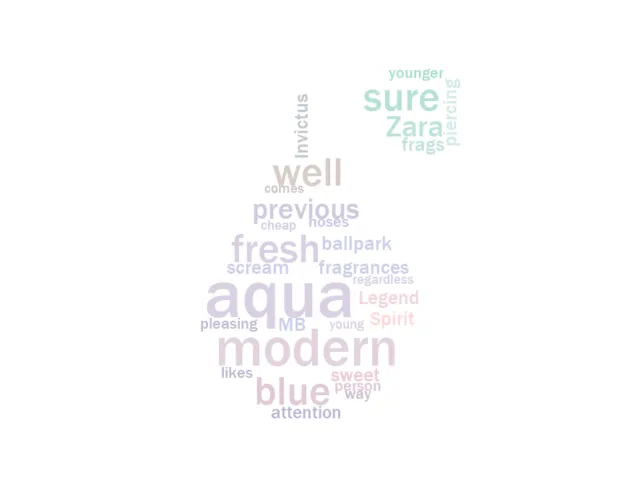 younger
sure
piercing
Zara
frags
Invictus
well
comes
previous
cheap hoses
fresh ballpark
scream fragrances
regardless
aqua Legend
pleasing MB young Spirit
modern
likes sweet
blue person
way
attention